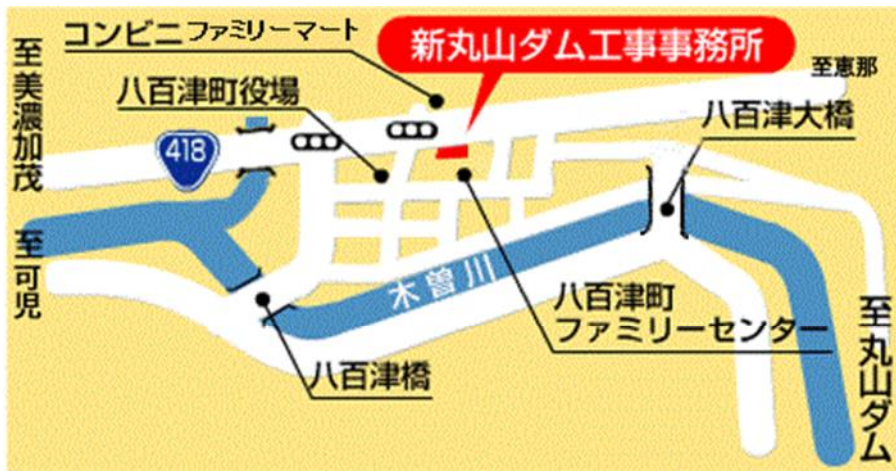 コンビニ ファミリーマート
新丸山ダム工事事務所
至美濃加茂
至恵那
八百津町役場
八百津大橋
418
至可児
木曽川
八百津町
ファミリーセンター
至丸山ダム
八百津橋